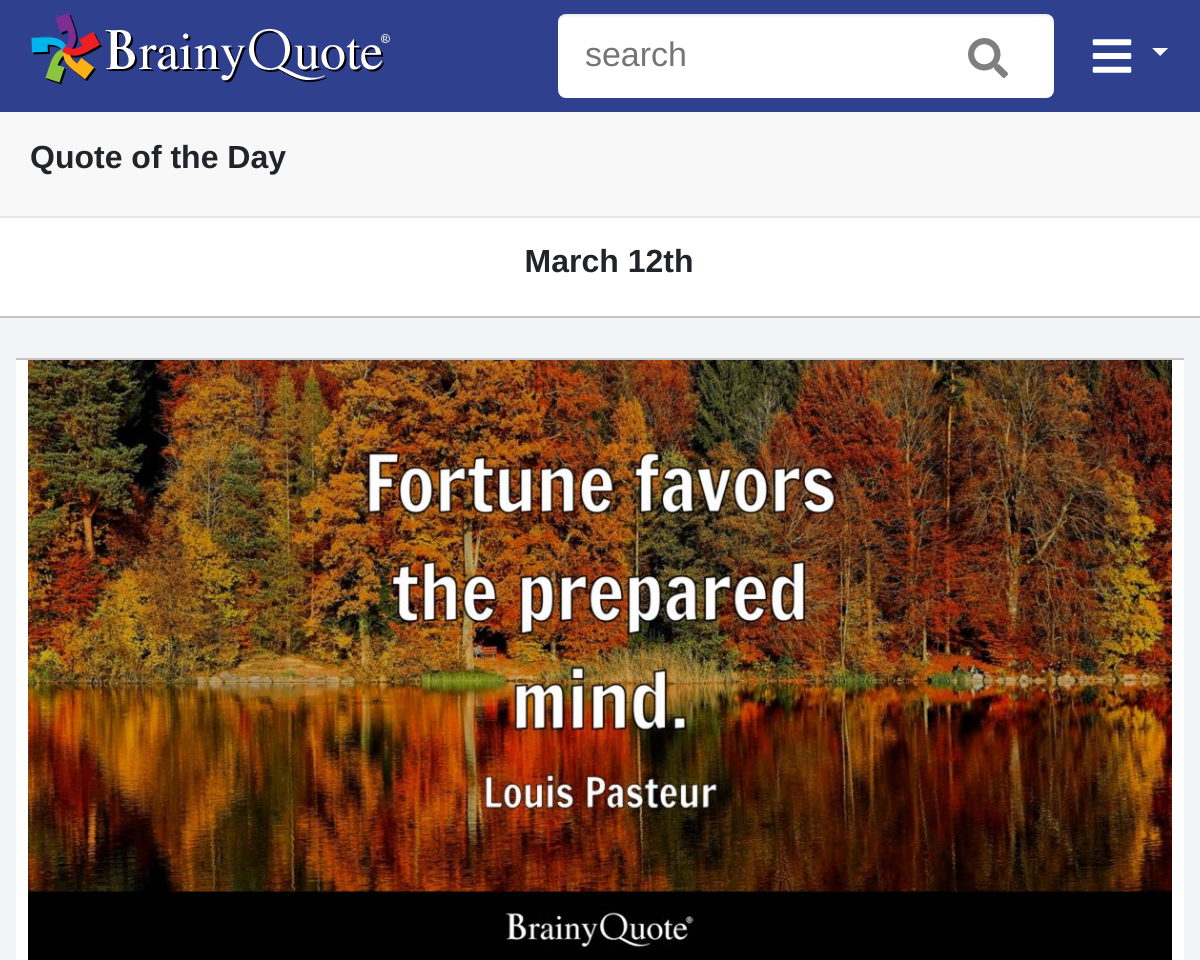 BrainyQuote®
search
Quote of the Day
March 12th
Fortune favors
the prepared
mind.
Louis Pasteur
BrainyQuote®